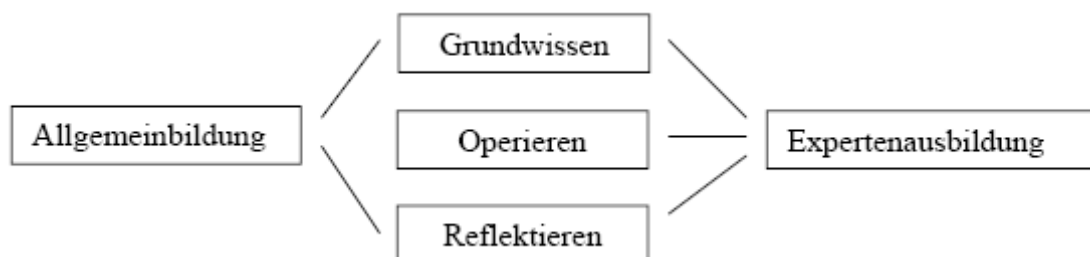 Grundwissen
Allgemeinbildung
Operieren
Expertenausbildung
Reflektieren